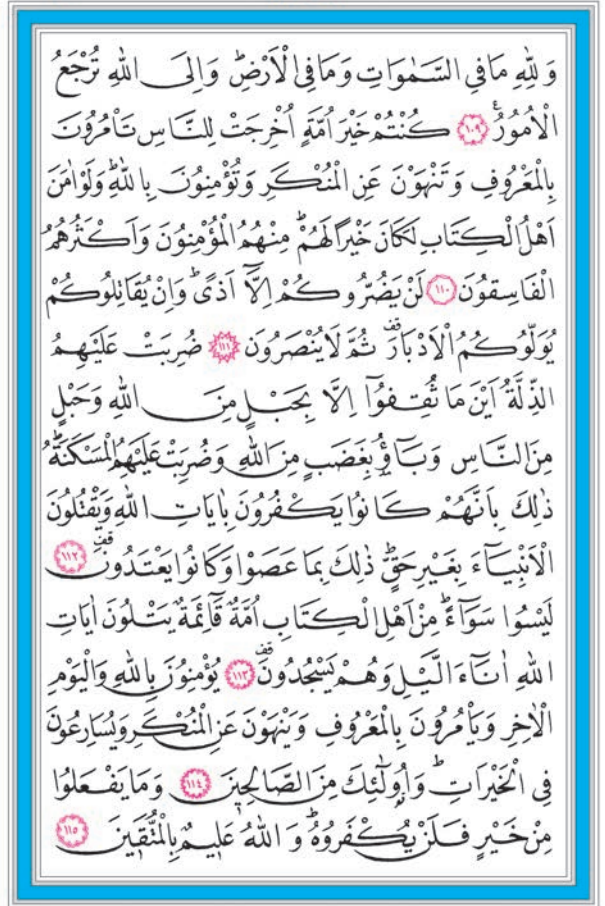 وَلِلّٰهِ مَا فِي السَّمٰوَاتِ وَمَا فِي الْاَرْضِۜ وَاِلَى اللّٰهِ تُرْجَعُ
الْاُمُورُ۟ ﴿١٠٩﴾ كُنْتُمْ خَيْرَ اُمَّةٍ اُخْرِجَتْ لِلنَّاسِ تَأْمُرُونَ
بِالْمَعْرُوفِ وَتَنْهَوْنَ عَنِ الْمُنْكَرِ وَتُؤْمِنُونَ بِاللّٰهِۜ وَلَوْ اٰمَنَ
اَهْلُ الْكِتَابِ لَكَانَ خَيْرًا لَهُمْۜ مِنْهُمُ الْمُؤْمِنُونَ وَاَكْثَرُهُمُ
الْفَاسِقُونَ ﴿١١٠﴾ لَنْ يَضُرُّوكُمْ اِلَّٓا اَذًىۜ وَاِنْ يُقَاتِلُوكُمْ
يُوَلُّوكُمُ الْاَدْبَارَ۠ ثُمَّ لَا يُنْصَرُونَ ﴿١١١﴾ ضُرِبَتْ عَلَيْهِمُ
الذِّلَّةُ اَيْنَ مَا ثُقِفُٓوا اِلَّا بِحَبْلٍ مِنَ اللّٰهِ وَحَبْلٍ
مِنَ النَّاسِ وَبَٓاؤُ۫ بِغَضَبٍ مِنَ اللّٰهِ وَضُرِبَتْ عَلَيْهِمُ الْمَسْكَنَةُۜ
ذٰلِكَ بِاَنَّهُمْ كَانُوا يَكْفُرُونَ بِاٰيَاتِ اللّٰهِ وَيَقْتُلُونَ
الْاَنْبِيَٓاءَ بِغَيْرِ حَقٍّۜ ذٰلِكَ بِمَا عَصَوْا وَكَانُوا يَعْتَدُونَ۠ ﴿١١٢﴾
لَيْسُوا سَوَٓاءًۜ مِنْ اَهْلِ الْكِتَابِ اُمَّةٌ قَٓائِمَةٌ يَتْلُونَ اٰيَاتِ
اللّٰهِ اٰنَٓاءَ الَّيْلِ وَهُمْ يَسْجُدُونَ۠ ﴿١١٣﴾ يُؤْمِنُونَ بِاللّٰهِ وَالْيَوْمِ
الْاٰخِرِ وَيَأْمُرُونَ بِالْمَعْرُوفِ وَيَنْهَوْنَ عَنِ الْمُنْكَرِ وَيُسَارِعُونَ
فِي الْخَيْرَاتِۜ وَاُو۬لٰٓئِكَ مِنَ الصَّالِح۪ينَ ﴿١١٤﴾ وَمَا يَفْعَلُوا
مِنْ خَيْرٍ فَلَنْ يُكْفَرُوهُۜ وَاللّٰهُ عَل۪يمٌ بِالْمُتَّق۪ينَ ﴿١١٥﴾